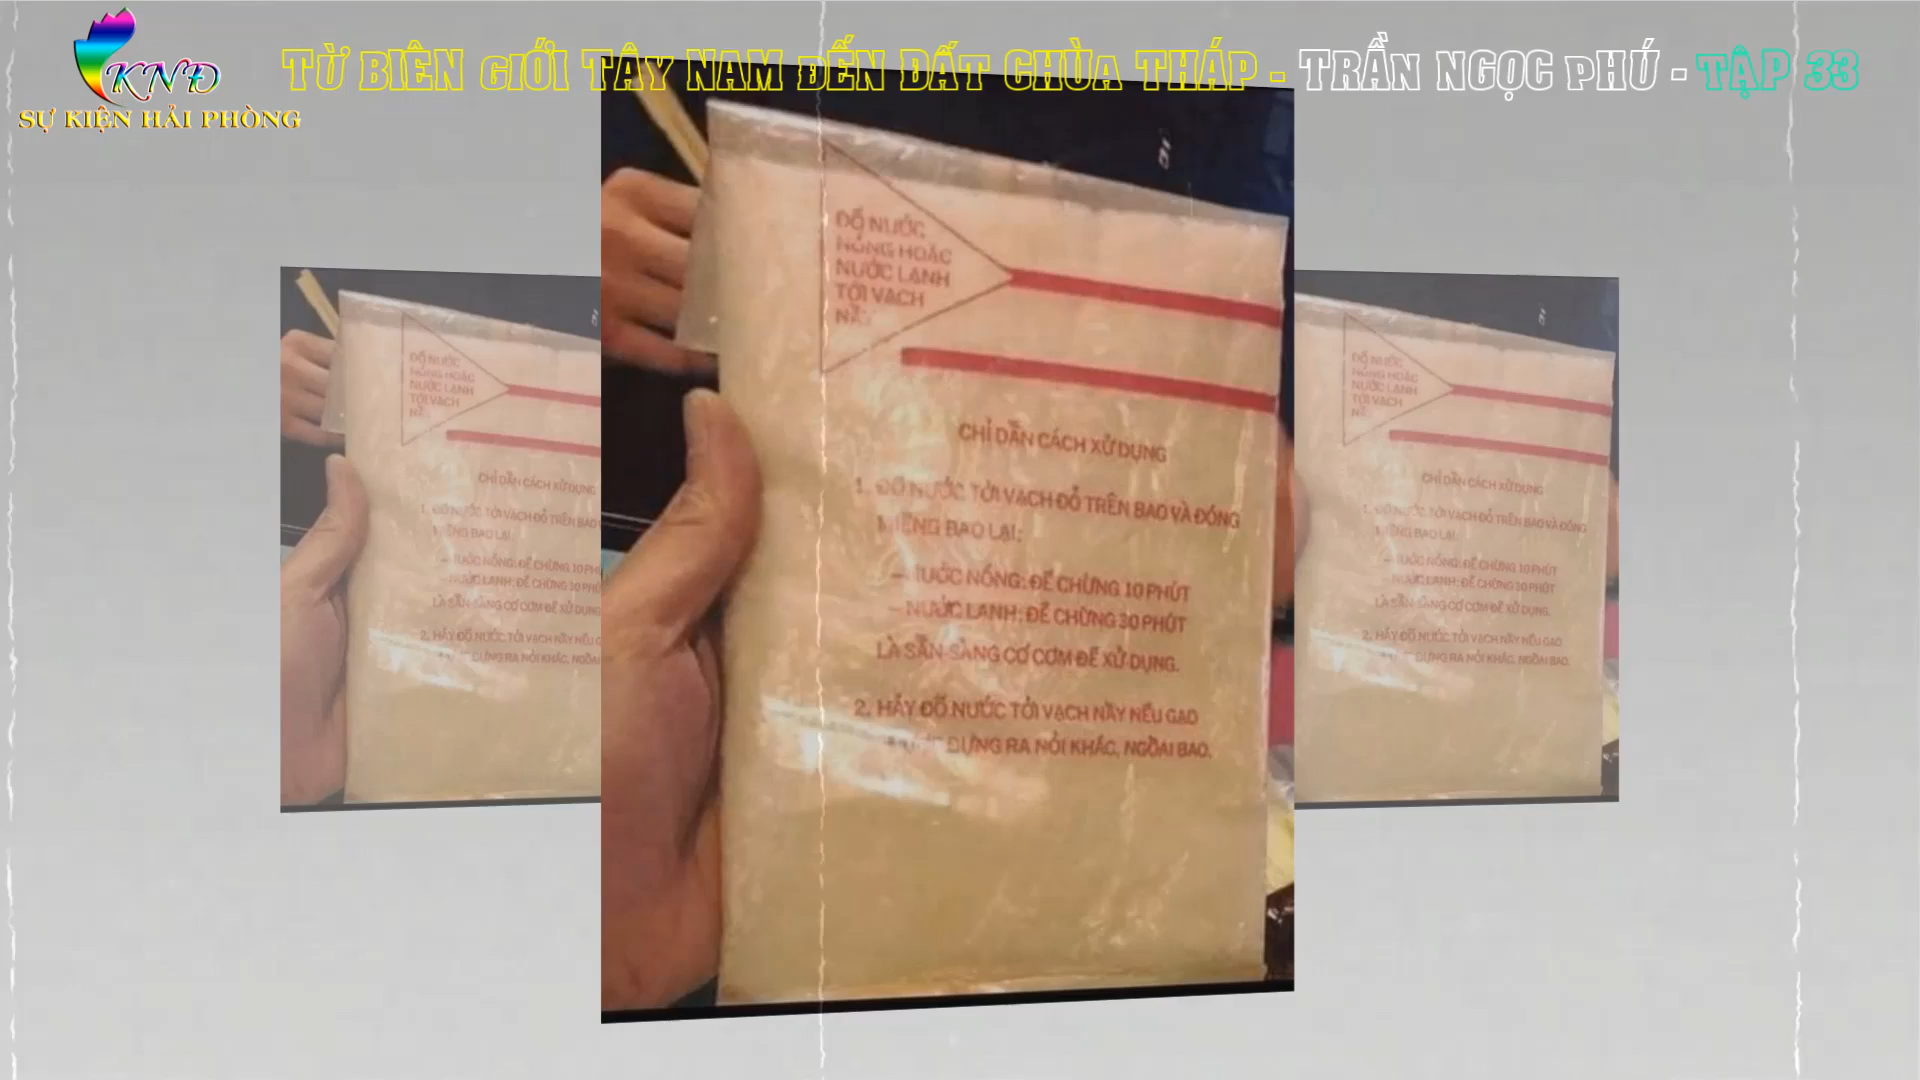 KNĐ
SỰ KIỆN HẢI PHÒNG
TỪ BIÊN GIỚI TÂY NAM ĐẾN ĐẤT CHÙA THÁP - TRẦN NGỌC PHÚ - TẬP 33
ĐỔ NƯỚC
NÓNG HOẶC
NƯỚC LẠNH
TỚI VẠCH
CHỈ DẪN CÁCH XỬ DỤNG
1. ĐỔ NƯỚC TỚI VẠCH ĐỎ TRÊN BAO VÀ ĐÓNG
MIỆNG BAO LẠI:
— NƯỚC NÓNG: ĐỂ CHỪNG 10 PHÚT
— NƯỚC LẠNH: ĐỂ CHỪNG 30 PHÚT
LÀ SẴN SÀNG CÓ CƠM ĐỂ XỬ DỤNG.
2. HÃY ĐỔ NƯỚC TỚI VẠCH NẦY NẾU GẠO
ĐỰNG RA NƠI KHÁC, NGOÀI BAO.